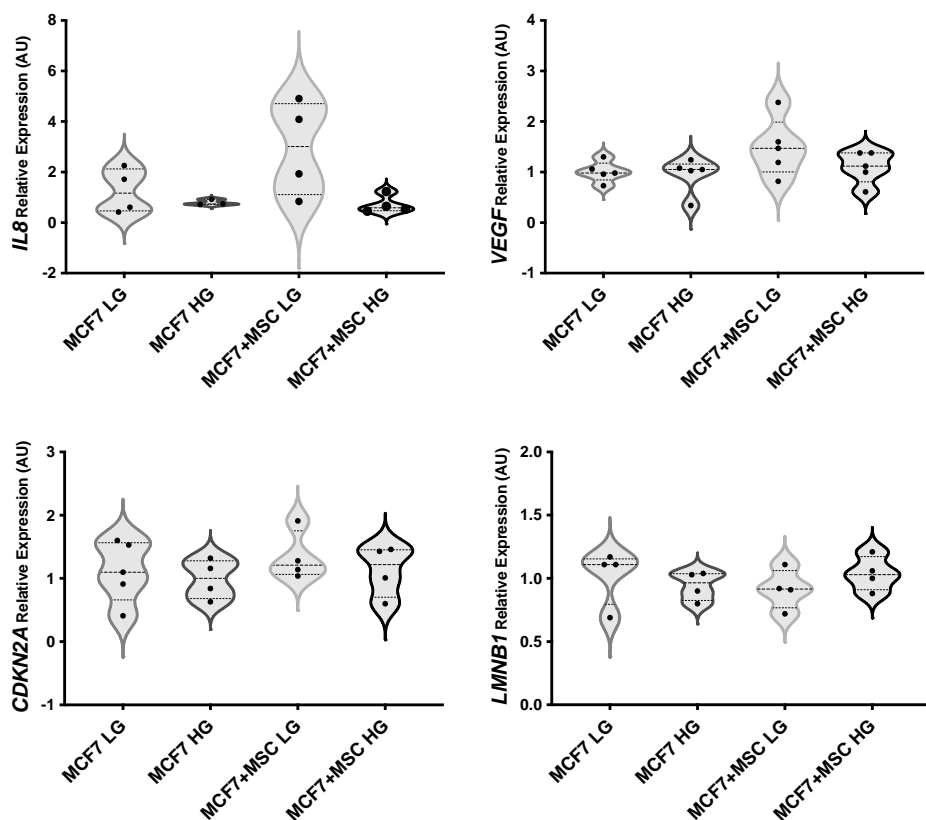 IL8 Relative Expression (AU)
8
6
4
2
0
-2
MCF7 LG
MCF7 HG
MCF7+MSC LG
MCF7+MSC HG
VEGF Relative Expression (AU)
4
3
2
1
0
-1
MCF7 LG
MCF7 HG
MCF7+MSC LG
MCF7+MSC HG
CDKN2A Relative Expression (AU)
3
2
1
0
-1
MCF7 LG
MCF7 HG
MCF7+MSC LG
MCF7+MSC HG
LMNB1 Relative Expression (AU)
2.0
1.5
1.0
0.5
0.0
MCF7 LG
MCF7 HG
MCF7+MSC LG
MCF7+MSC HG